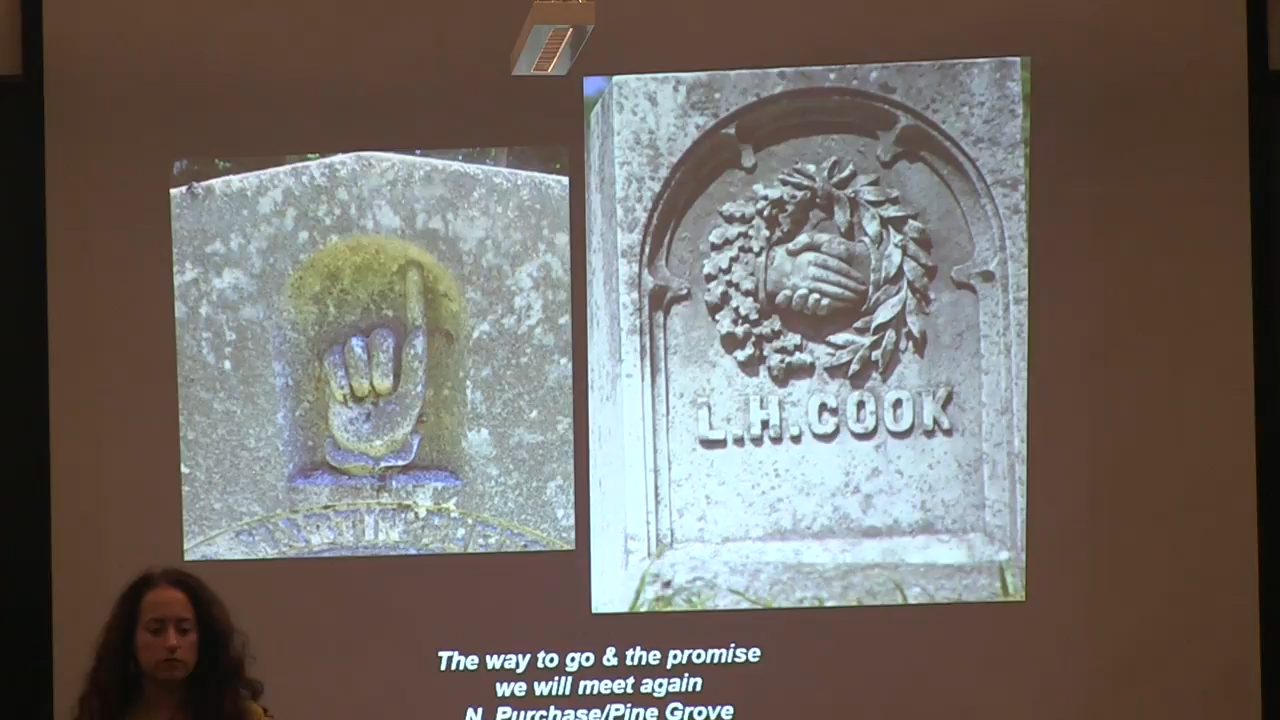 L.H.COOK
The way to go & the promise
we will meet again
N. Purchase/Pine Grove